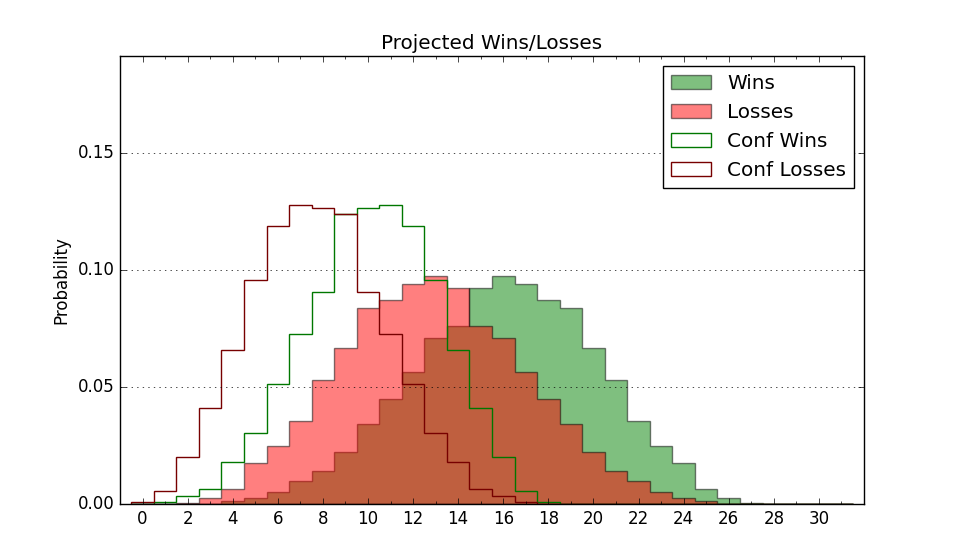 Projected Wins/Losses
Wins
Losses
Conf Wins
Conf Losses
Probability
0.15
0.10
0.05
0.00
0 2 4 6 8 10 12 14 16 18 20 22 24 26 28 30